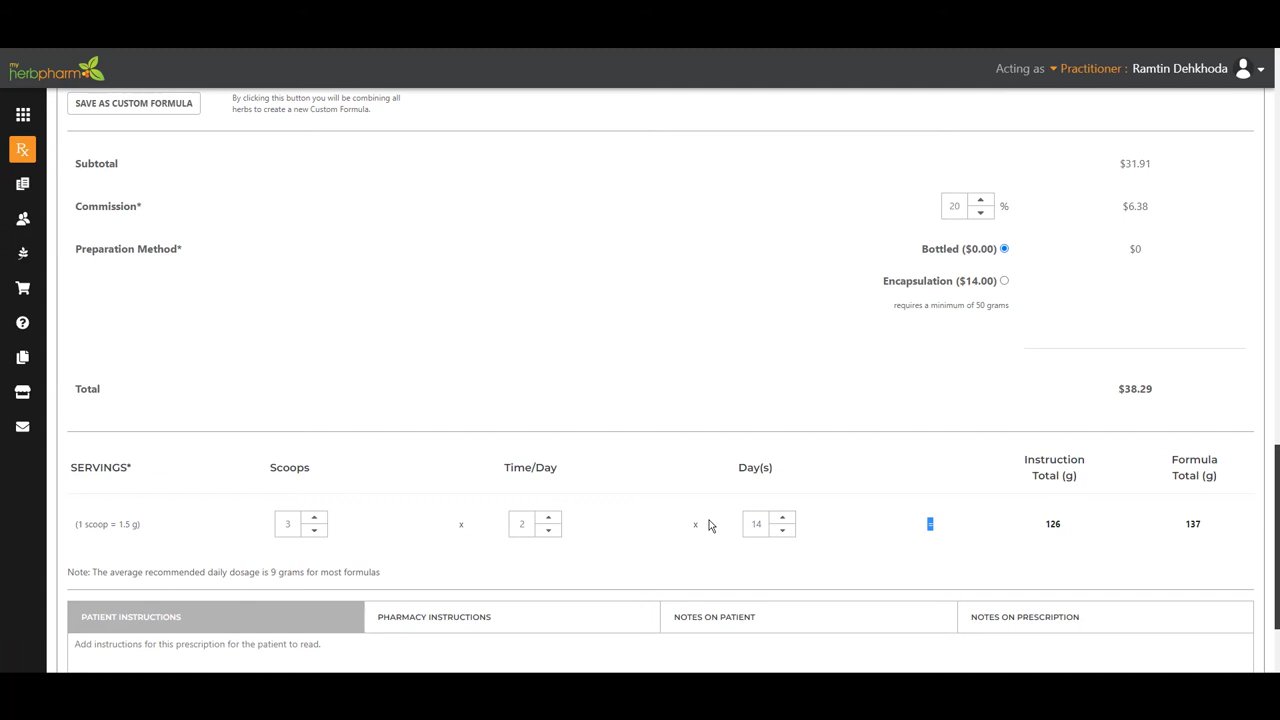 my
herbpharm
Acting as Practitioner : Ramtin Dehkhoda
SAVE AS CUSTOM FORMULA
By clicking this button you will be combining all
herbs to create a new Custom Formula.
Subtotal $31.91
Commission* 20 % $6.38
Preparation Method* Bottled ($0.00) $0
Encapsulation ($14.00)
requires a minimum of 50 grams
Total $38.29
SERVINGS* Scoops Time/Day Day(s) Instruction Total (g) Formula Total (g)
(1 scoop = 1.5 g) 3 x 2 x 14 = 126 137
Note: The average recommended daily dosage is 9 grams for most formulas
PATIENT INSTRUCTIONS PHARMACY INSTRUCTIONS NOTES ON PATIENT NOTES ON PRESCRIPTION
Add instructions for this prescription for the patient to read.